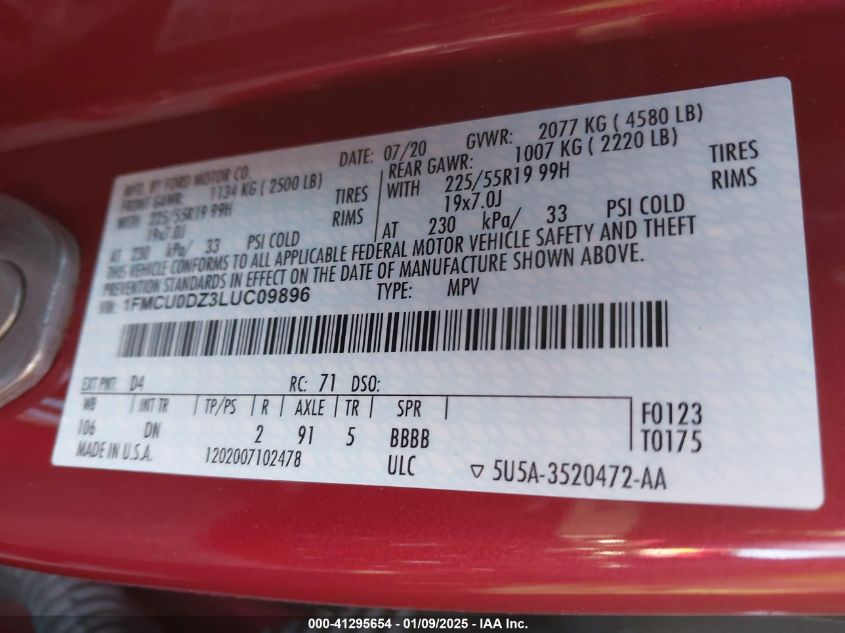 MFG. BY FORD MOTOR CO. DATE: 07/20 GVWR: 2077 KG ( 4580 LB)
FRONT GAWR: 1134 KG ( 2500 LB) REAR GAWR: 1007 KG ( 2220 LB)
WITH 225/55R19 99H TIRES WITH 225/55R19 99H TIRES
19x7.0J RIMS 19x7.0J RIMS
AT 230 kPa/ 33 PSI COLD AT 230 kPa/ 33 PSI COLD
THIS VEHICLE CONFORMS TO ALL APPLICABLE FEDERAL MOTOR VEHICLE SAFETY AND THEFT
PREVENTION STANDARDS IN EFFECT ON THE DATE OF MANUFACTURE SHOWN ABOVE.
VIN: 1FMCU0DZ3LUC09896 TYPE: MPV
EXT PNT: D4 RC: 71 DSO:
WB INT TR TP/PS R AXLE TR SPR F0123
106 DN 2 91 5 BBBB T0175
MADE IN U.S.A. 1202007102478 ULC 5U5A-3520472-AA
000-41295654 - 01/09/2025 - IAA Inc.